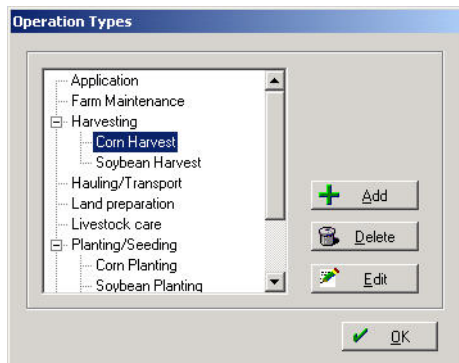 Operation Types
Application
Farm Maintenance
Harvesting
Corn Harvest
Soybean Harvest
Hauling/Transport
Land preparation
Livestock care
Planting/Seeding
Corn Planting
Soybean Planting
Add
Delete
Edit
OK